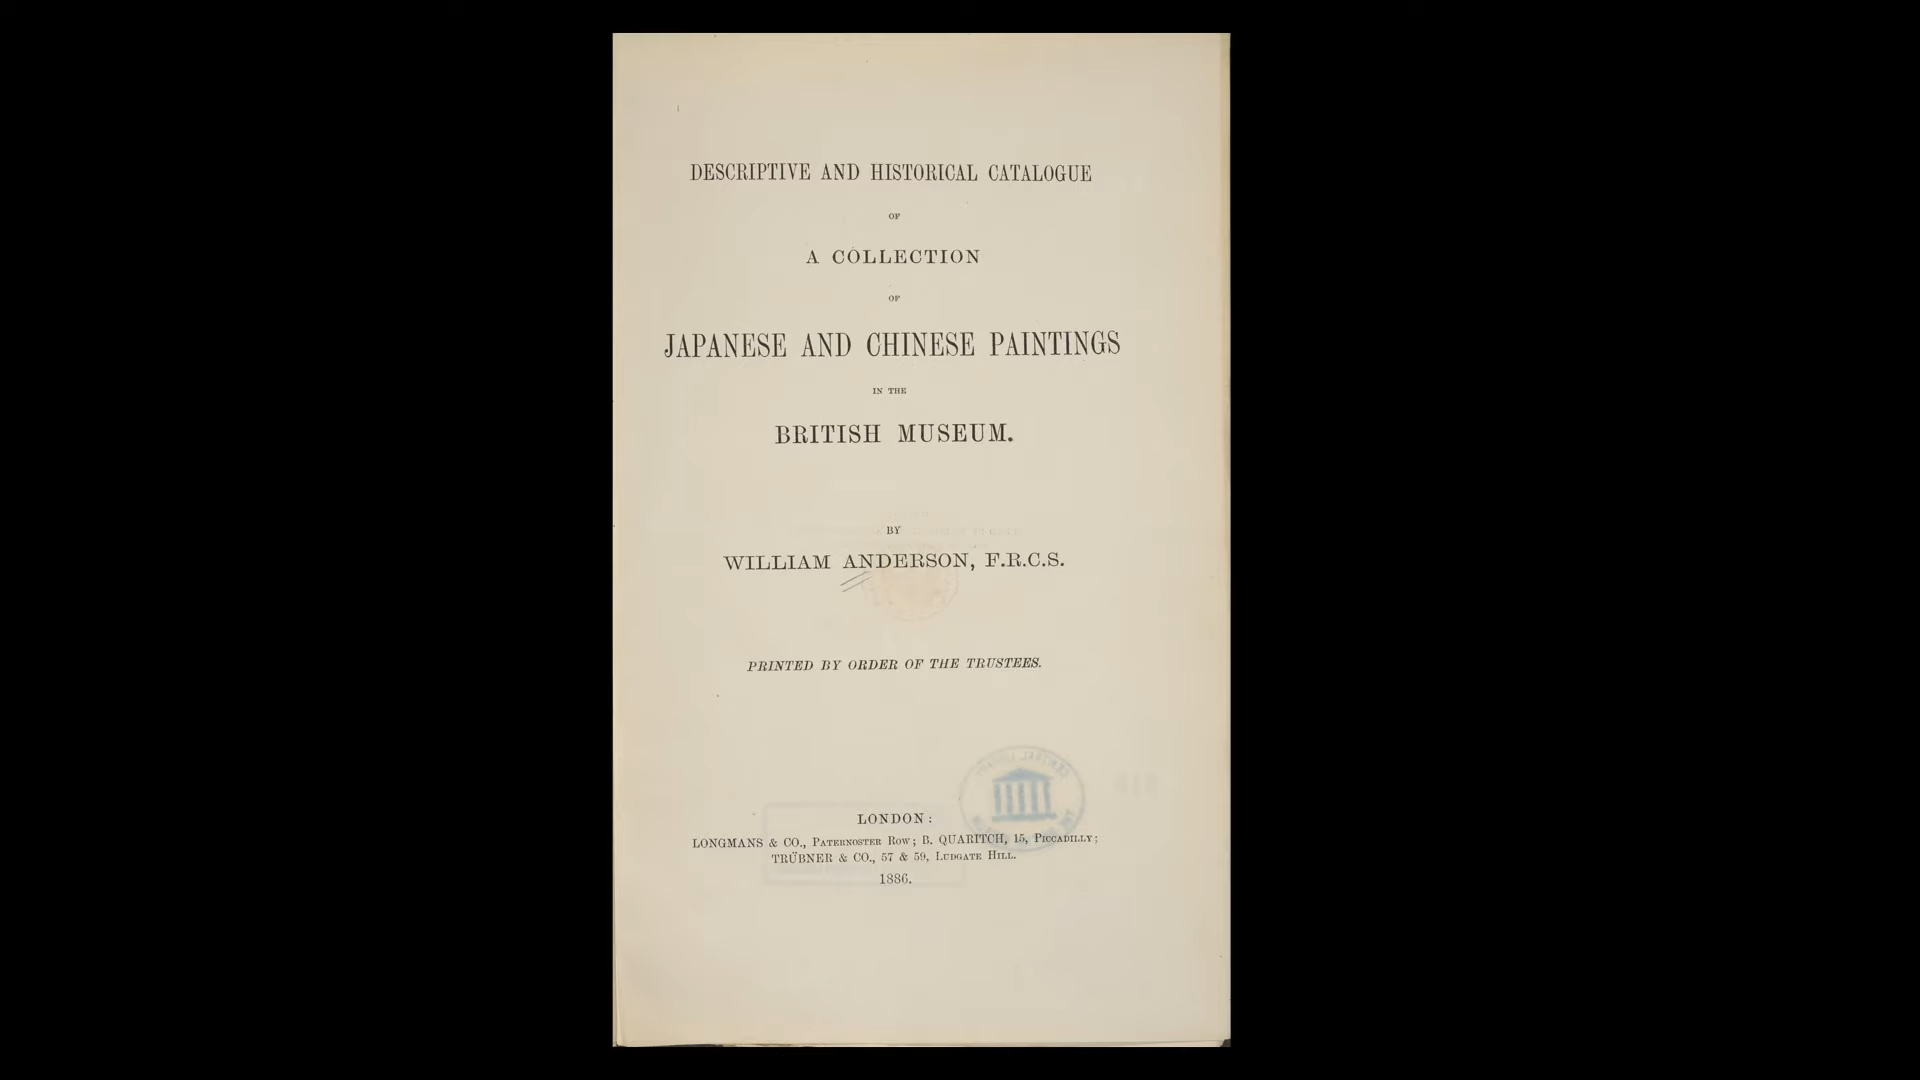 DESCRIPTIVE AND HISTORICAL CATALOGUE
OF
A COLLECTION
OF
JAPANESE AND CHINESE PAINTINGS
IN THE
BRITISH MUSEUM.
BY
WILLIAM ANDERSON, F.R.C.S.
PRINTED BY ORDER OF THE TRUSTEES.
LONDON:
LONGMANS & CO., PATERNOSTER ROW; B. QUARITCH, 15, PICCADILLY;
TRÜBNER & CO., 57 & 59, LUDGATE HILL.
1886.